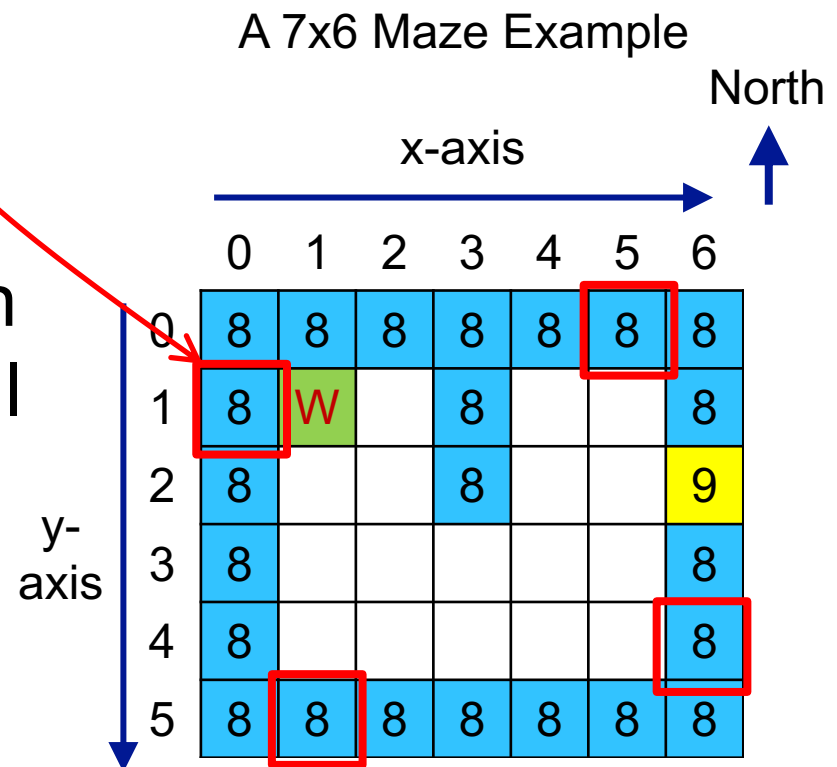 A 7x6 Maze Example
North
x-axis
0 1 2 3 4 5 6
n
0 8 8 8 8 8 8 8
l
1 8 W 8 8
2 8 8 9
y-
axis
3 8 8
4 8 8
5 8 8 8 8 8 8 8